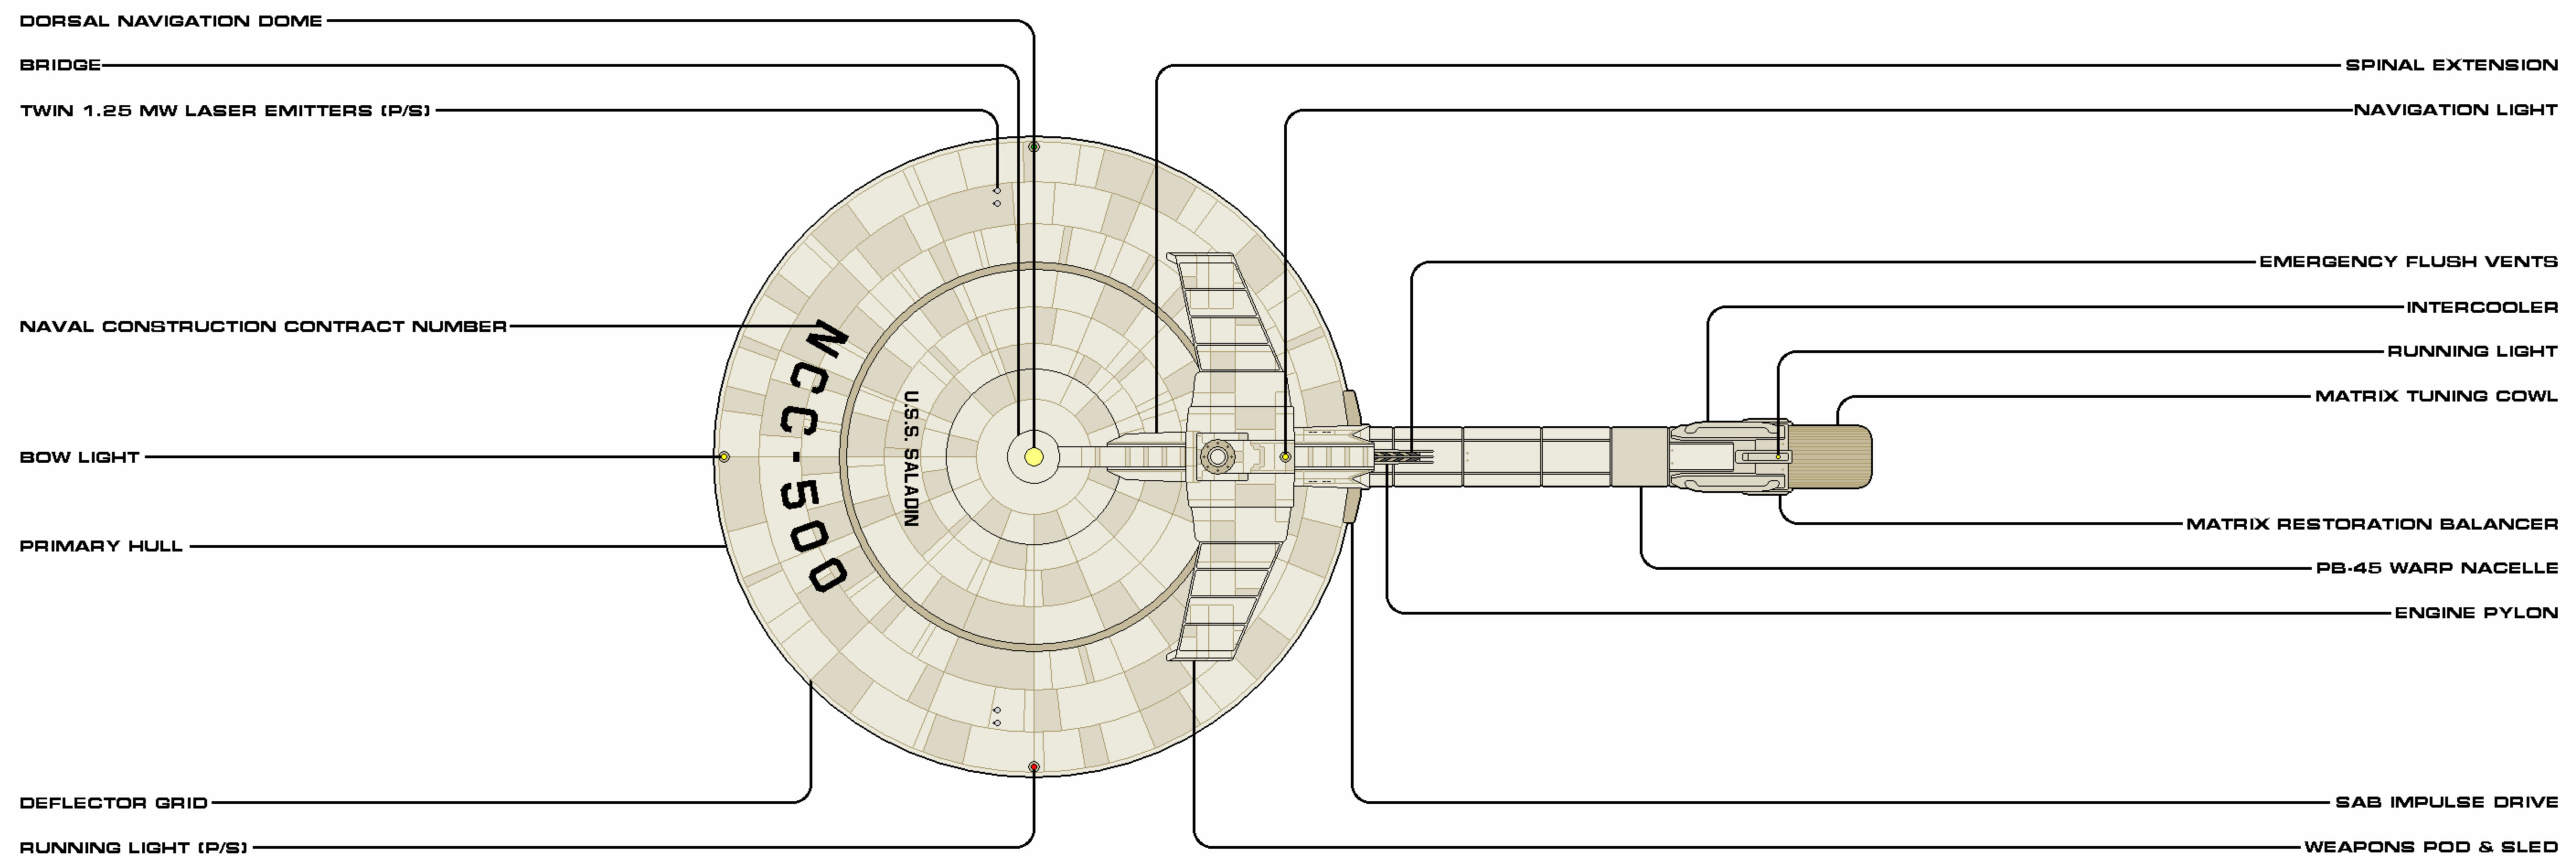 DORSAL NAVIGATION DOME
BRIDGE
TWIN 1.25 MW LASER EMITTERS (P/S)
NAVAL CONSTRUCTION CONTRACT NUMBER
BOW LIGHT
PRIMARY HULL
DEFLECTOR GRID
RUNNING LIGHT (P/S)
NCC-500
U.S.S. SALADIN
SPINAL EXTENSION
NAVIGATION LIGHT
EMERGENCY FLUSH VENTS
INTERCOOLER
RUNNING LIGHT
MATRIX TUNING COWL
MATRIX RESTORATION BALANCER
PB-45 WARP NACELLE
ENGINE PYLON
SAB IMPULSE DRIVE
WEAPONS POD & SLED